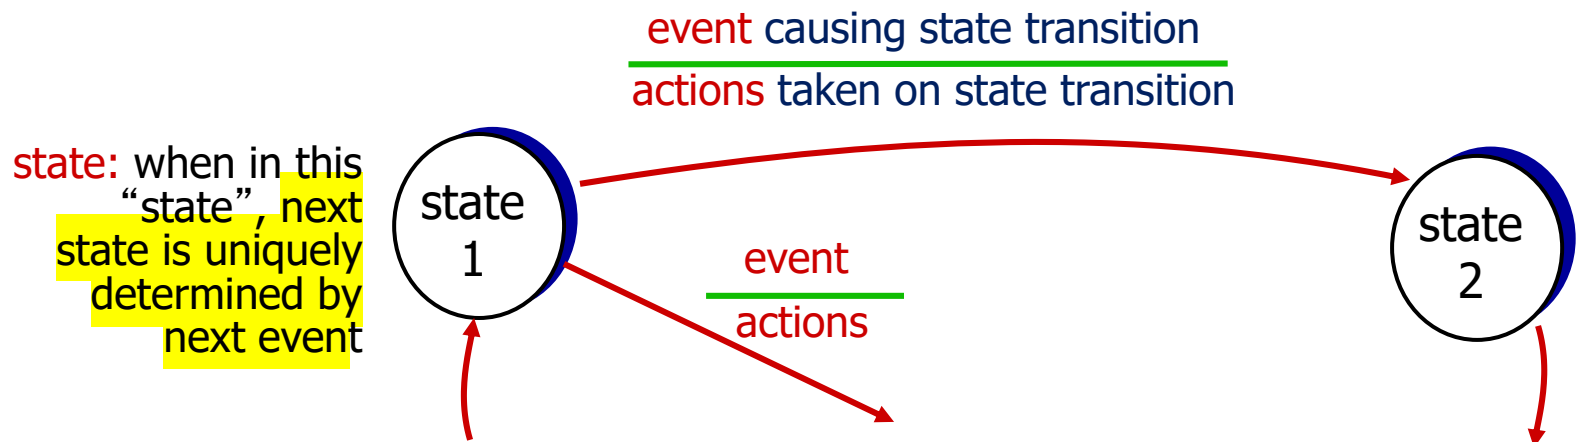 event causing state transition
actions taken on state transition
state: when in this
“state”, next
state is uniquely
determined by
next event
state
1
event
actions
state
2